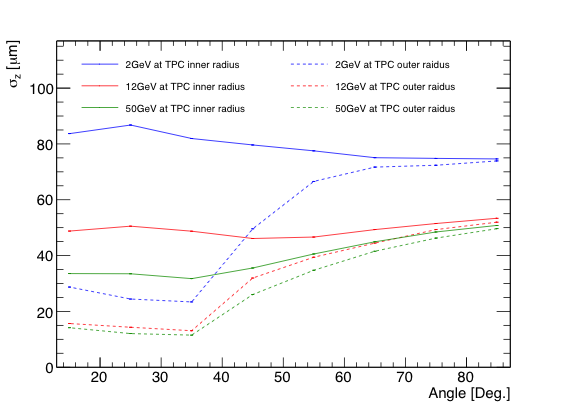 σz [μm]
2GeV at TPC inner radius
2GeV at TPC outer raidus
12GeV at TPC inner radius
12GeV at TPC outer raidus
50GeV at TPC inner radius
50GeV at TPC outer raidus
100
80
60
40
20
0
20 30 40 50 60 70 80
Angle [Deg.]